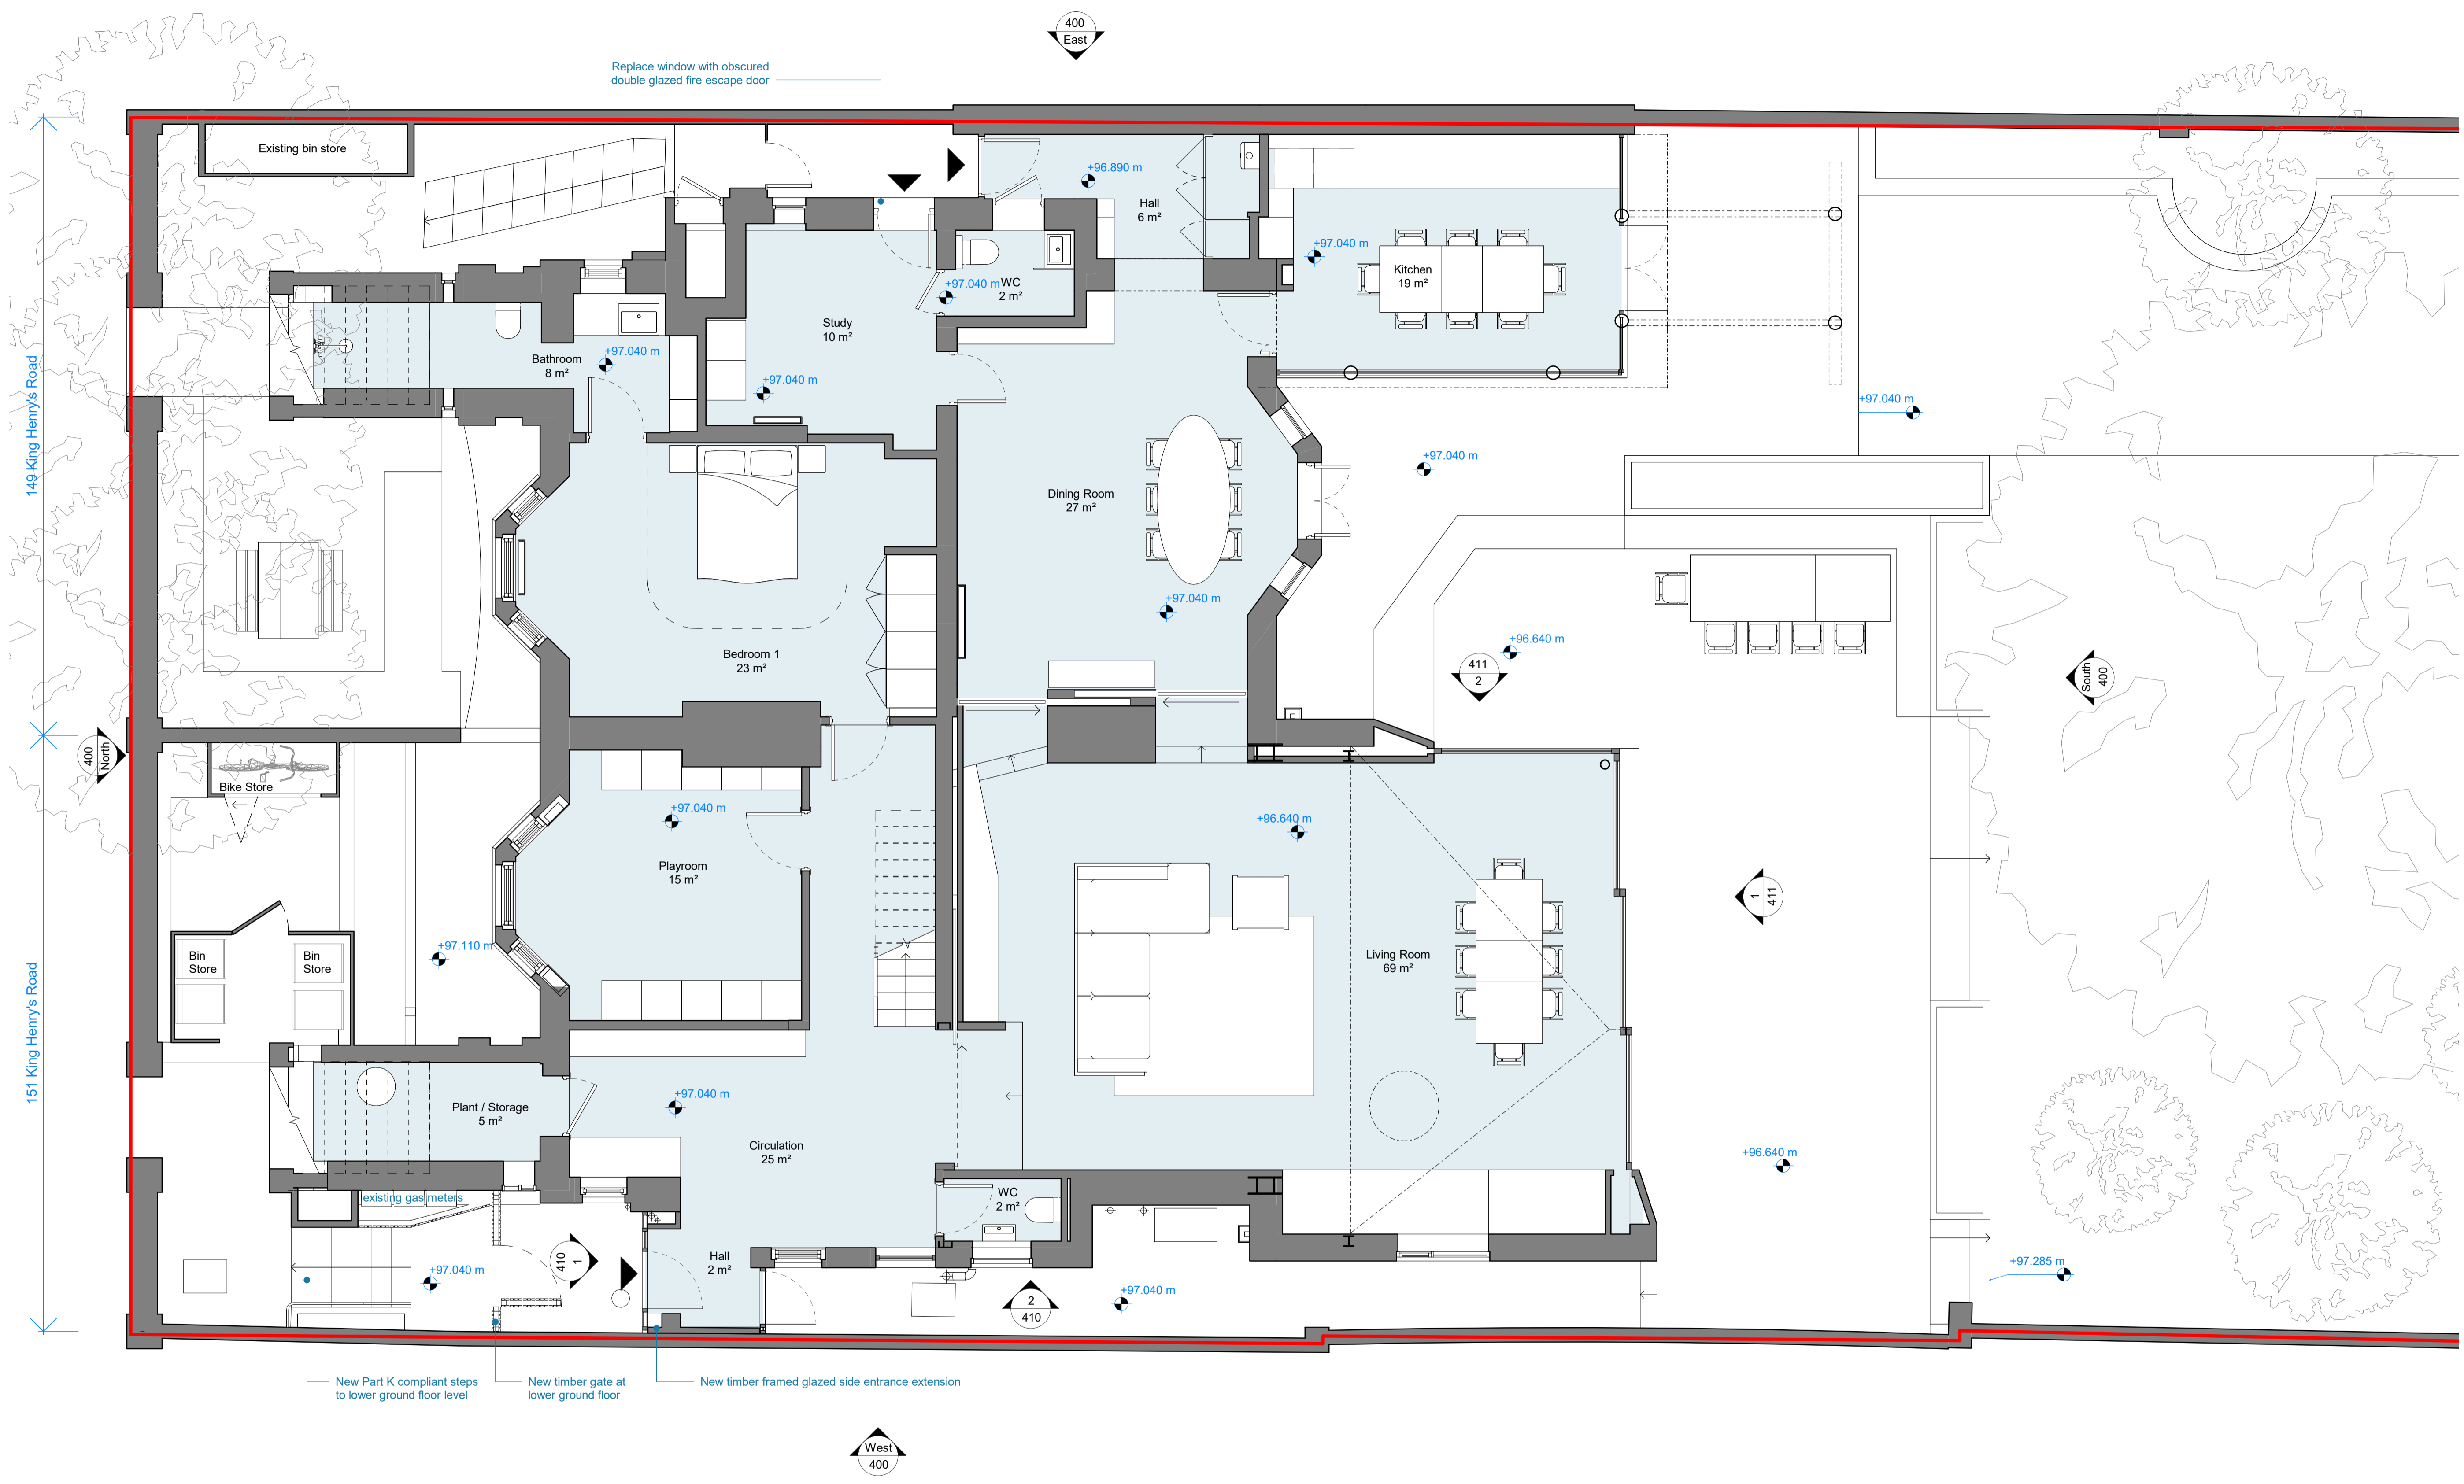 400
East
Replace window with obscured
double glazed fire escape door
Existing bin store
+96.890 m
Hall
6 m²
+97.040 m
Kitchen
19 m²
+97.040 m
WC
2 m²
Study
10 m²
Bathroom
8 m²
+97.040 m
+97.040 m
+97.040 m
149 King Henry's Road
+97.040 m
Dining Room
27 m²
+97.040 m
+96.640 m
Bedroom 1
23 m²
411
2
South
400
400
North
Bike Store
+97.040 m
+96.640 m
Playroom
15 m²
1
411
+97.110 m
Bin
Store
Bin
Store
Living Room
69 m²
151 King Henry's Road
+97.040 m
Plant / Storage
5 m²
Circulation
25 m²
+96.640 m
existing gas meters
WC
2 m²
Hall
2 m²
410
1
+97.040 m
+97.285 m
+97.040 m
2
410
New Part K compliant steps
to lower ground floor level
New timber gate at
lower ground floor
New timber framed glazed side entrance extension
West
400